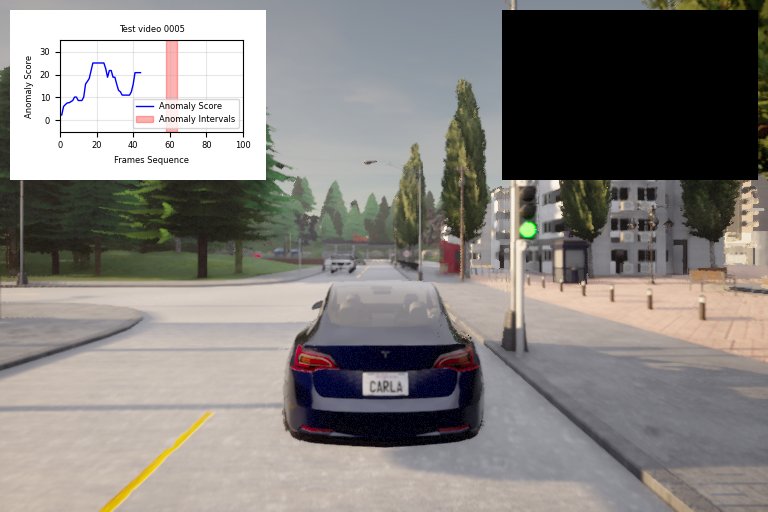 Test video 0005
Anomaly Score
30
20
10
0
Anomaly Score
Anomaly Intervals
0 20 40 60 80 100
Frames Sequence
CARLA